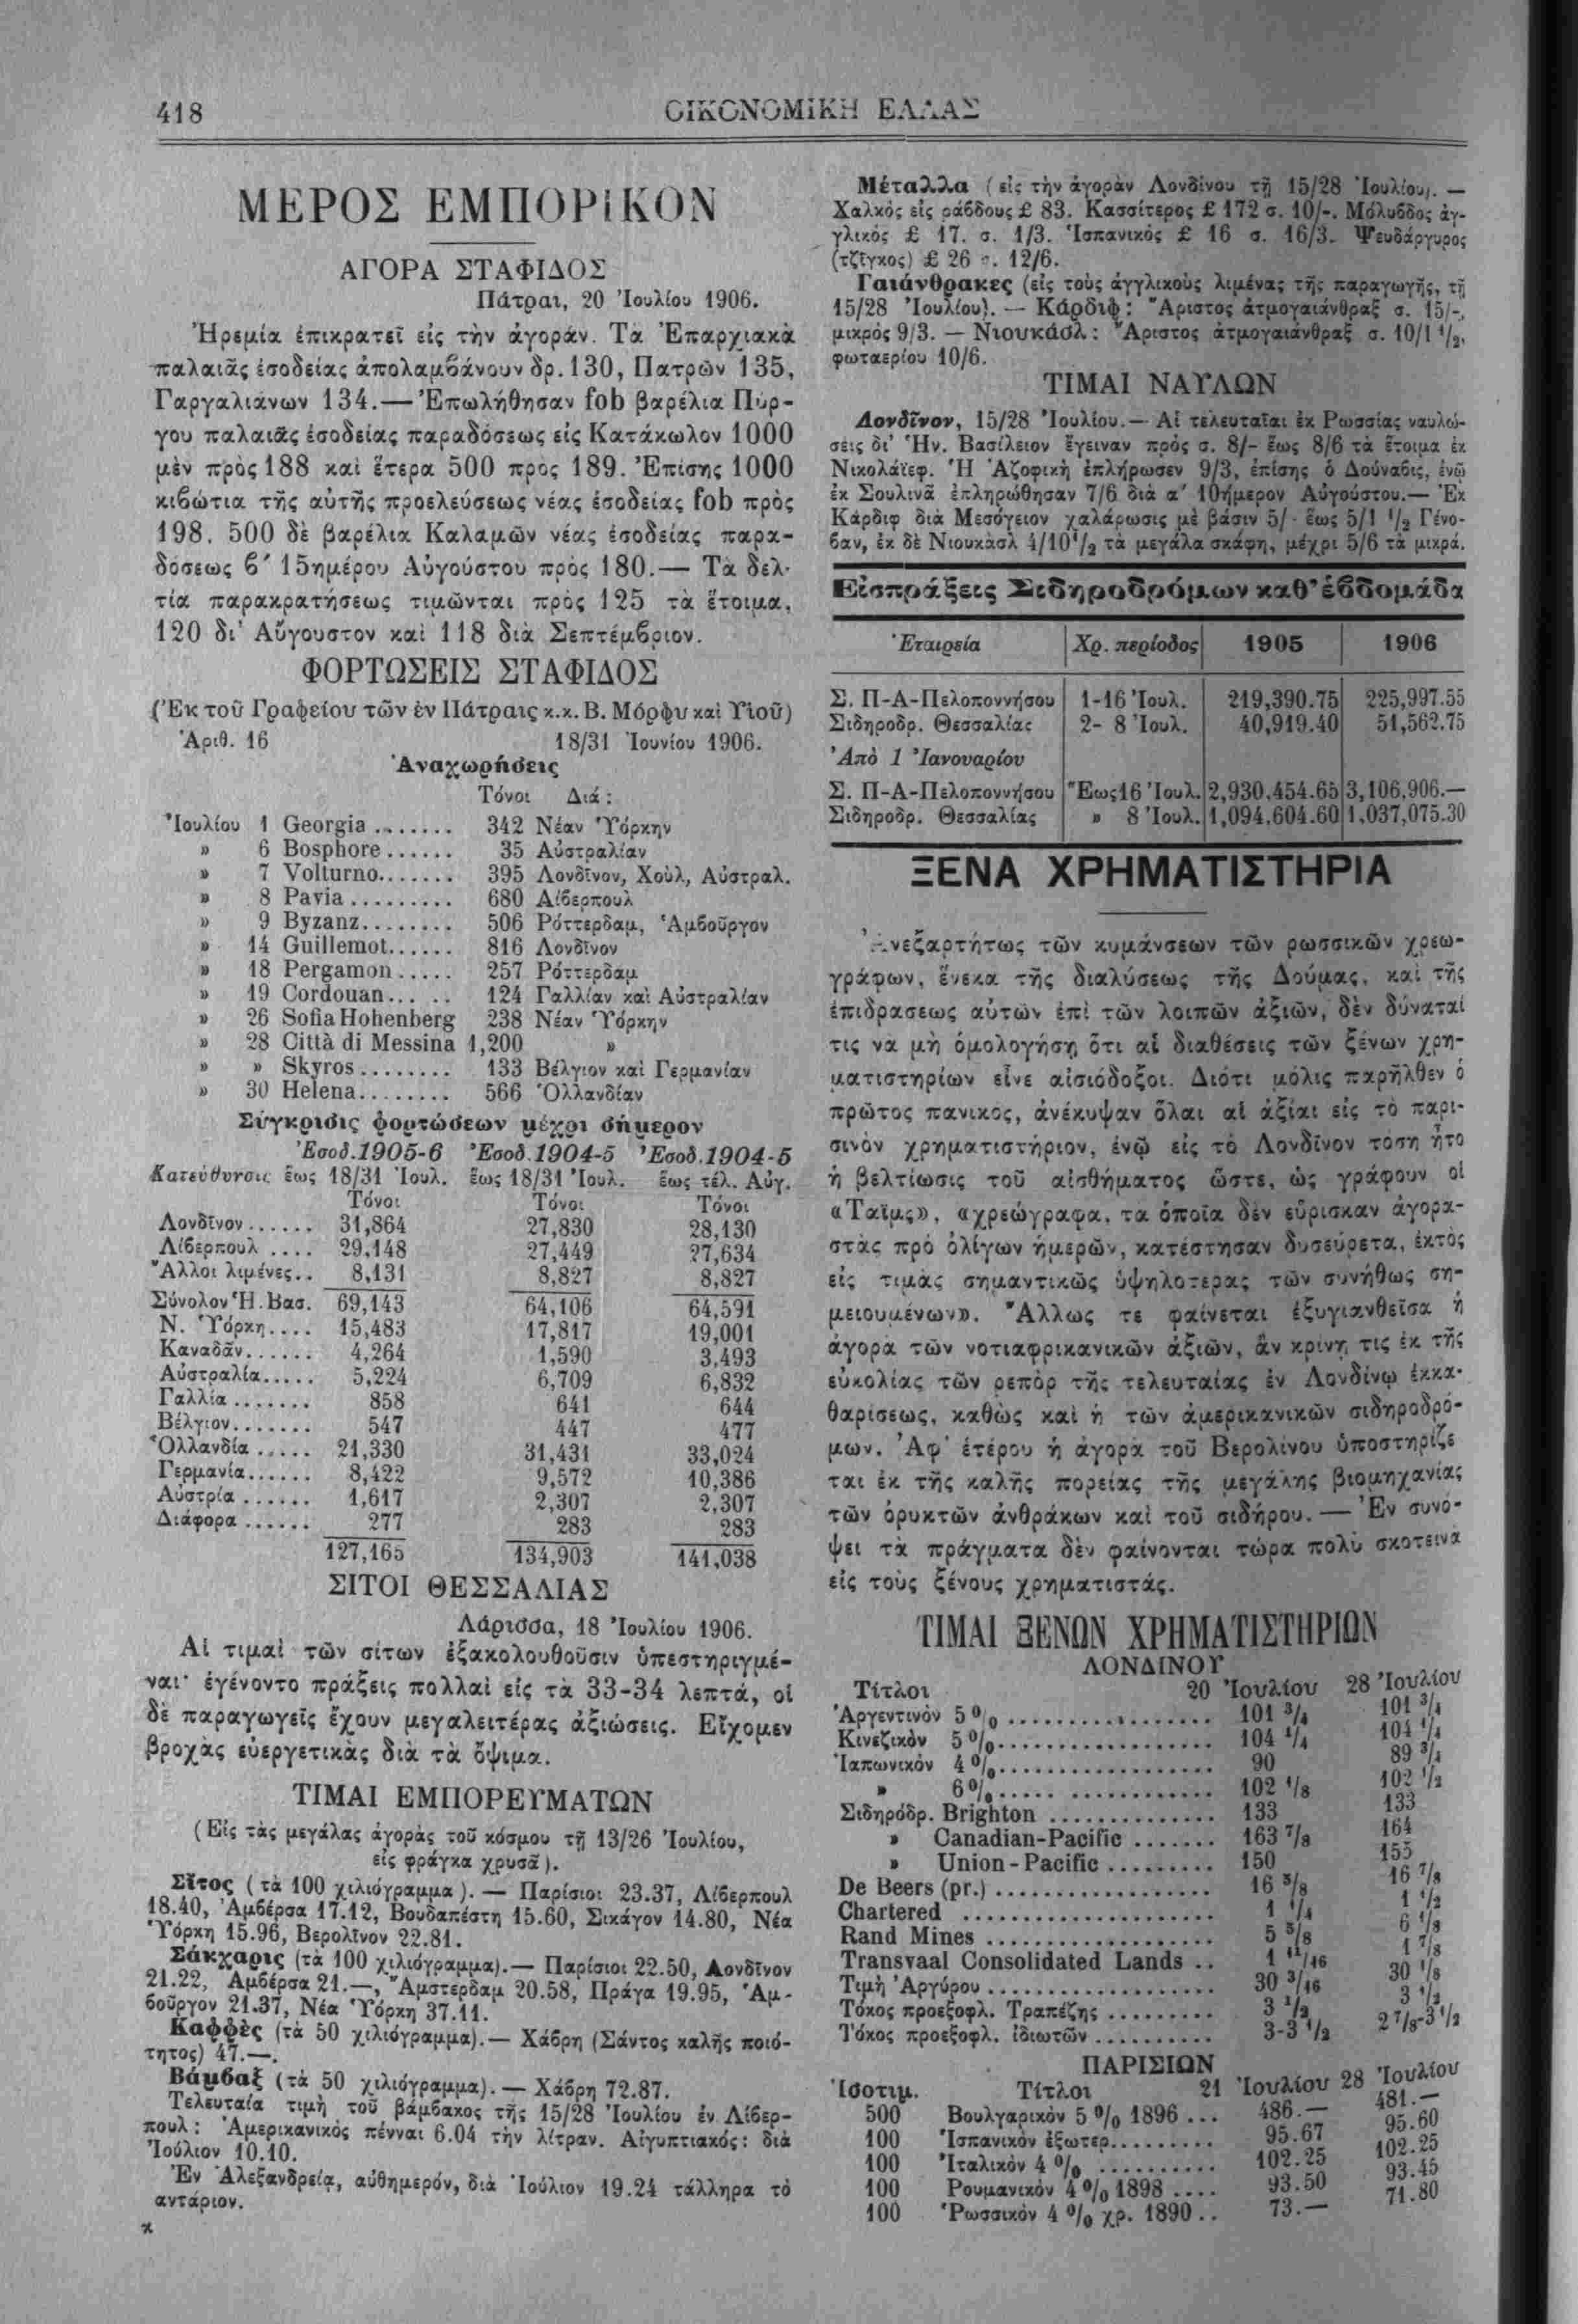 418
ΟΙΚΟΝΟΜΙΚΗ ΕΛΛΑΣ
ΜΕΡΟΣ ΕΜΠΟΡΙΚΟΝ
ΑΓΟΡΑ ΣΤΑΦΙΔΟΣ
Πάτραι, 20 Ἰουλίου 1906.
Ἠρεμία ἐπικρατεῖ εἰς τὴν ἀγοράν. Τὰ Ἐπαρχιακὰ
παλαιᾶς ἐσοδείας ἀπολαμβάνουν δρ. 130, Πατρῶν 135,
Γαργαλιάνων 134.— Ἐπωλήθησαν fob βαρέλια Πύρ-
γου παλαιᾶς ἐσοδείας παραδόσεως εἰς Κατάκωλον 1000
μὲν πρὸς 188 καὶ ἕτερα 500 πρὸς 189. Ἐπίσης 1000
κιβώτια τῆς αὐτῆς προελεύσεως νέας ἐσοδείας fob πρὸς
198, 500 δὲ βαρέλια Καλαμῶν νέας ἐσοδείας παρα-
δόσεως β′ 15ημέρου Αὐγούστου πρὸς 180.— Τὰ δελ-
τία παρακρατήσεως τιμῶνται πρὸς 125 τὰ ἕτοιμα,
120 δι' Αὔγουστον καὶ 118 διὰ Σεπτέμβριον.
ΦΟΡΤΩΣΕΙΣ ΣΤΑΦΙΔΟΣ
(Ἐκ τοῦ Γραφείου τῶν ἐν Πάτραις κ.κ. Β. Μόρφυ καὶ Υἱοῦ)
Ἀριθ. 16 18/31 Ἰουνίου 1906.
Ἀναχωρήσεις
Τόνοι Διά :
Ἰουλίου 1 Georgia ........ 342 Νέαν Ὑόρκην
» 6 Bosphore ...... 35 Αὐστραλίαν
» 7 Volturno....... 395 Λονδῖνον, Χούλ, Αὐστραλ.
» 8 Pavia ......... 680 Λίβερπουλ
» 9 Byzanz........ 506 Ρόττερδαμ, Ἀμβοῦργον
» 14 Guillemot...... 816 Λονδῖνον
» 18 Pergamon ..... 257 Ρόττερδαμ
» 19 Cordouan... .. 124 Γαλλίαν καὶ Αὐστραλίαν
» 26 Sofia Hohenberg 238 Νέαν Ὑόρκην
» 28 Città di Messina 1,200 »
» » Skyros ........ 133 Βέλγιον καὶ Γερμανίαν
» 30 Helena........ 566 Ὁλλανδίαν
Σύγκρισις φορτώσεων μέχρι σήμερον
Ἐσοδ. 1905-6 Ἐσοδ. 1904-5 Ἐσοδ. 1904-5
Κατεύθυνσις ἕως 18/31 Ἰουλ. ἕως 18/31 Ἰουλ. ἕως τέλ. Αὐγ.
Τόνοι Τόνοι Τόνοι
Λονδῖνον ...... 31,864 27,830 28,130
Λίβερπουλ .... 29,148 27,449 27,634
Ἄλλοι λιμένες.. 8,131 8,827 8,827
Σύνολον Ἡ. Βασ. 69,143 64,106 64,591
Ν. Ὑόρκη.... 15,483 17,817 19,001
Καναδᾶν...... 4,264 1,590 3,493
Αὐστραλία..... 5,224 6,709 6,832
Γαλλία ....... 858 641 644
Βέλγιον....... 547 447 477
Ὁλλανδία ..... 21,330 31,431 33,024
Γερμανία...... 8,422 9,572 10,386
Αὐστρία ...... 1,617 2,307 2,307
Διάφορα ...... 277 283 283
127,165 134,903 141,038
ΣΙΤΟΙ ΘΕΣΣΑΛΙΑΣ
Λάρισσα, 18 Ἰουλίου 1906.
Αἱ τιμαὶ τῶν σίτων ἐξακολουθοῦσιν ὑπεστηριγμέ-
ναι· ἐγένοντο πράξεις πολλαὶ εἰς τὰ 33-34 λεπτά, οἱ
δὲ παραγωγεῖς ἔχουν μεγαλειτέρας ἀξιώσεις. Εἴχομεν
βροχὰς εὐεργετικὰς διὰ τὰ ὄψιμα.
ΤΙΜΑΙ ΕΜΠΟΡΕΥΜΑΤΩΝ
(Εἰς τὰς μεγάλας ἀγορὰς τοῦ κόσμου τῇ 13/26 Ἰουλίου,
εἰς φράγκα χρυσᾶ).
Σῖτος (τὰ 100 χιλιόγραμμα).— Παρίσιοι 23.37, Λίβερπουλ
18.40, Ἀμβέρσα 17.12, Βουδαπέστη 15.60, Σικάγον 14.80, Νέα
Ὑόρκη 15.96, Βερολῖνον 22.81.
Σάκχαρις (τὰ 100 χιλιόγραμμα).— Παρίσιοι 22.50, Λονδῖνον
21.22, Ἀμβέρσα 21.—, Ἄμστερδαμ 20.58, Πράγα 19.95, Ἀμ-
βοῦργον 21.37, Νέα Ὑόρκη 37.11.
Καφφὲς (τὰ 50 χιλιόγραμμα).— Χάβρη (Σάντος καλῆς ποιό-
τητος) 47.—.
Βάμβαξ (τὰ 50 χιλιόγραμμα).— Χάβρη 72.87.
Τελευταία τιμὴ τοῦ βάμβακος τῆς 15/28 Ἰουλίου ἐν Λίβερ-
πουλ : Ἀμερικανικὸς πένναι 6.04 τὴν λίτραν. Αἰγυπτιακός: διὰ
Ἰούλιον 10.10.
Ἐν Ἀλεξανδρείᾳ, αὐθημερόν, διὰ Ἰούλιον 19.24 τάλληρα τὸ
αντάριον.
κ
Μέταλλα (εἰς τὴν ἀγορὰν Λονδίνου τῇ 15/28 Ἰουλίου). —
Χαλκὸς εἰς ράβδους £ 83. Κασσίτερος £ 172 σ. 10/-. Μόλυβδος ἀγ-
γλικός £ 17. σ. 1/3. Ἱσπανικός £ 16 σ. 16/3. Ψευδάργυρος
(τζίγκος) £ 26 σ. 12/6.
Γαιάνθρακες (εἰς τοὺς ἀγγλικοὺς λιμένας τῆς παραγωγῆς, τῇ
15/28 Ἰουλίου). — Κάρδιφ : Ἄριστος ἀτμογαιάνθραξ σ. 15/-,
μικρός 9/3. — Νιουκάσλ : Ἄριστος ἀτμογαιάνθραξ σ. 10/1 1/2,
φωταερίου 10/6.
ΤΙΜΑΙ ΝΑΥΛΩΝ
Λονδῖνον, 15/28 Ἰουλίου.— Αἱ τελευταῖαι ἐκ Ρωσσίας ναυλώ-
σεις δι' Ἡν. Βασίλειον ἔγειναν πρὸς σ. 8/- ἕως 8/6 τὰ ἕτοιμα ἐκ
Νικολάϊεφ. Ἡ Ἀζοφικὴ ἐπλήρωσεν 9/3, ἐπίσης ὁ Δούναβις, ἐνῷ
ἐκ Σουλινᾶ ἐπληρώθησαν 7/6 διὰ α′ 10ήμερον Αὐγούστου.— Ἐκ
Κάρδιφ διὰ Μεσόγειον χαλάρωσις μὲ βάσιν 5/- ἕως 5/1 1/2 Γένο-
βαν, ἐκ δὲ Νιουκὰσλ 4/10 1/2 τὰ μεγάλα σκάφη, μέχρι 5/6 τὰ μικρά.
Εἰσπράξεις Σιδηροδρόμων καθ' ἑβδομάδα
Ἑταιρεία Χρ. περίοδος 1905 1906
Σ. Π-Α-Πελοποννήσου 1-16 Ἰουλ. 219,390.75 225,997.55
Σιδηροδρ. Θεσσαλίας 2- 8 Ἰουλ. 40,919.40 51,562.75
Ἀπὸ 1 Ἰανουαρίου
Σ. Π-Α-Πελοποννήσου Ἕως 16 Ἰουλ. 2,930,454.65 3,106,906.—
Σιδηροδρ. Θεσσαλίας » 8 Ἰουλ. 1,094,604.60 1,037,075.30
ΞΕΝΑ ΧΡΗΜΑΤΙΣΤΗΡΙΑ
Ἀνεξαρτήτως τῶν κυμάνσεων τῶν ρωσσικῶν χρεω-
γράφων, ἕνεκα τῆς διαλύσεως τῆς Δούμας, καὶ τῆς
ἐπιδράσεως αὐτῶν ἐπὶ τῶν λοιπῶν ἀξιῶν, δὲν δύναταί
τις νὰ μὴ ὁμολογήσῃ ὅτι αἱ διαθέσεις τῶν ξένων χρη-
ματιστηρίων εἶνε αἰσιόδοξοι. Διότι μόλις παρῆλθεν ὁ
πρῶτος πανικός, ἀνέκυψαν ὅλαι αἱ ἀξίαι εἰς τὸ παρι-
σινὸν χρηματιστήριον, ἐνῷ εἰς τὸ Λονδῖνον τόση ἦτο
ἡ βελτίωσις τοῦ αἰσθήματος ὥστε, ὡς γράφουν οἱ
«Ταϊμς», «χρεώγραφα, τὰ ὁποῖα δὲν εὕρισκαν ἀγορα-
στὰς πρὸ ὀλίγων ἡμερῶν, κατέστησαν δυσεύρετα, ἐκτὸς
εἰς τιμὰς σημαντικῶς ὑψηλοτέρας τῶν συνήθως ση-
μειουμένων». Ἄλλως τε φαίνεται ἐξυγιανθεῖσα ἡ
ἀγορὰ τῶν νοτιαφρικανικῶν ἀξιῶν, ἂν κρίνῃ τις ἐκ τῆς
εὐκολίας τῶν ρεπὸρ τῆς τελευταίας ἐν Λονδίνῳ ἐκκα-
θαρίσεως, καθὼς καὶ ἡ τῶν ἀμερικανικῶν σιδηροδρό-
μων. Ἀφ' ἑτέρου ἡ ἀγορὰ τοῦ Βερολίνου ὑποστηρίζε
ται ἐκ τῆς καλῆς πορείας τῆς μεγάλης βιομηχανίας
τῶν ὀρυκτῶν ἀνθράκων καὶ τοῦ σιδήρου. — Ἐν συνό-
ψει τὰ πράγματα δὲν φαίνονται τώρα πολὺ σκοτεινὰ
εἰς τοὺς ξένους χρηματιστάς.
ΤΙΜΑΙ ΞΕΝΩΝ ΧΡΗΜΑΤΙΣΤΗΡΙΩΝ
ΛΟΝΔΙΝΟΥ
Τίτλοι 20 Ἰουλίου 28 Ἰουλίου
Ἀργεντινόν 5 0/0 .................. 101 3/4 101 3/4
Κινεζικὸν 5 0/0.................. 104 1/4 104 1/4
Ἰαπωνικόν 4 0/0.................. 90 89 3/4
» 6 0/0..... ............ 102 1/8 102 1/2
Σιδηρόδρ. Brighton .............. 133 133
» Canadian-Pacific ....... 163 7/8 164
» Union-Pacific ......... 150 155
De Beers (pr.) .................. 16 5/8 16 7/8
Chartered ..................... 1 1/4 1 1/2
Rand Mines ................... 5 5/8 6 1/8
Transvaal Consolidated Lands .. 1 11/16 1 7/8
Τιμὴ Ἀργύρου ................... 30 3/16 30 1/8
Τόκος προεξοφλ. Τραπέζης ......... 3 1/2 3 1/2
Τόκος προεξοφλ. ἰδιωτῶν .......... 3-3 1/2 2 7/8-3 1/2
ΠΑΡΙΣΙΩΝ
Ἰσοτιμ. Τίτλοι 21 Ἰουλίου 28 Ἰουλίου
500 Βουλγαρικόν 5 0/0 1896 ... 486.— 481.—
100 Ἱσπανικὸν ἐξωτερ......... 95.67 95.60
100 Ἰταλικὸν 4 0/0 .......... 102.25 102.25
100 Ρουμανικόν 4 0/0 1898 .... 93.50 93.45
100 Ῥωσσικόν 4 0/0 χρ. 1890 .. 73.— 71.80